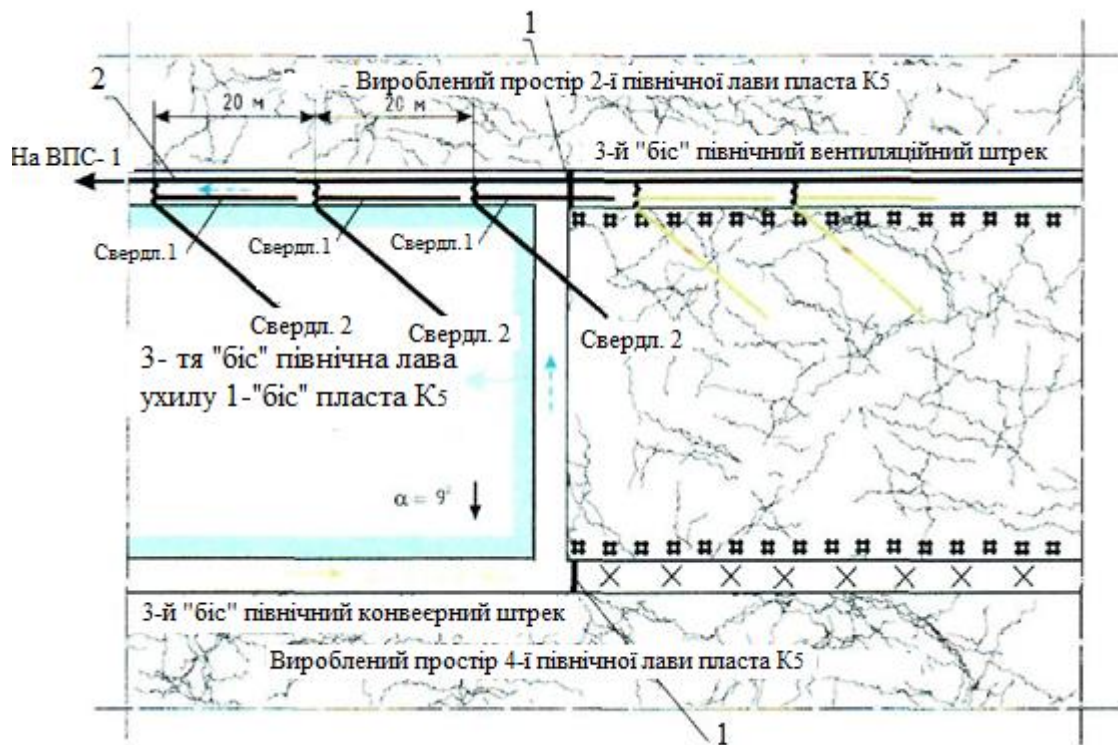 1
Вироблений простір 2-ї північної лави пласта К5
2
20 м
20 м
3-й "біс" північний вентиляційний штрек
На ВПС- 1
Свердл.1
Свердл.1
Свердл.1
Свердл. 2
Свердл. 2
Свердл. 2
3- тя "біс" північна лава
ухилу 1-"біс" пласта К5
α = 9°
3-й "біс" північний конвеєрний штрек
Вироблений простір 4-ї північної лави пласта К5
1